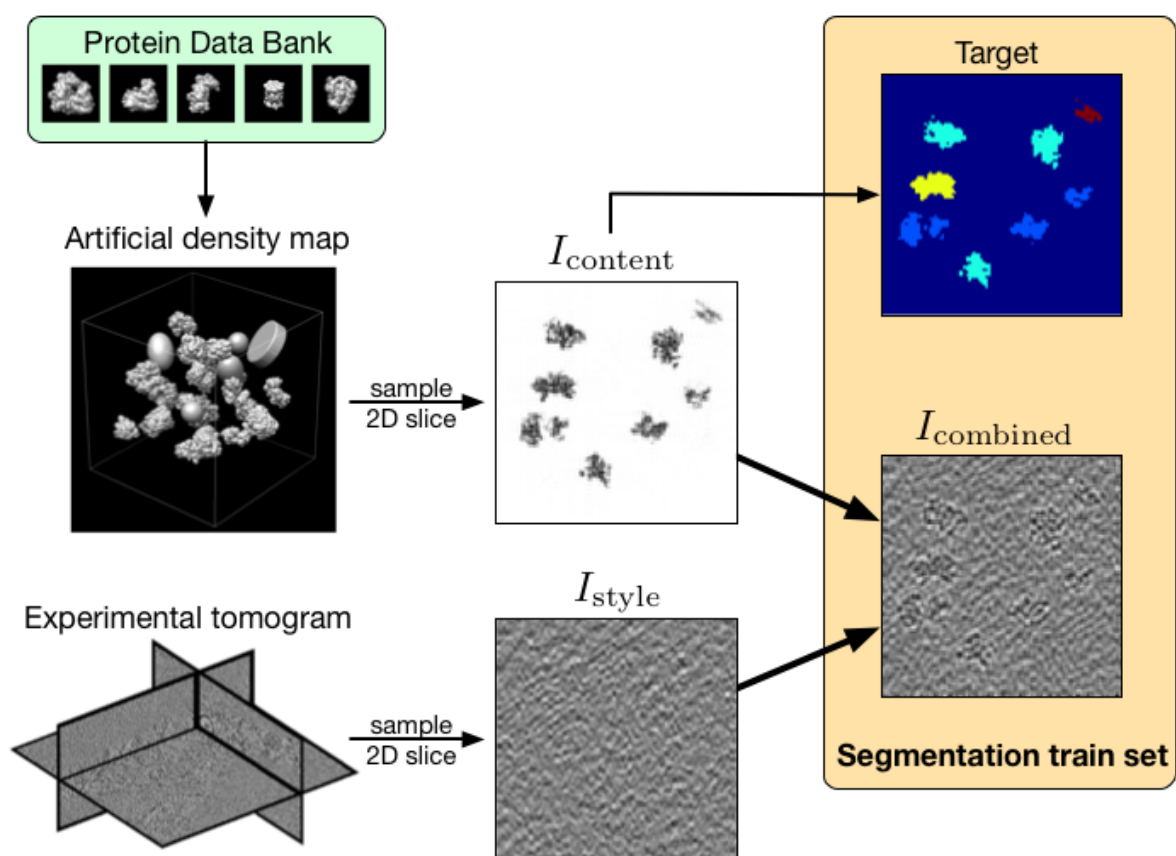 Protein Data Bank
Target
Artificial density map
I_content
sample
2D slice
I_combined
I_style
Experimental tomogram
sample
2D slice
Segmentation train set